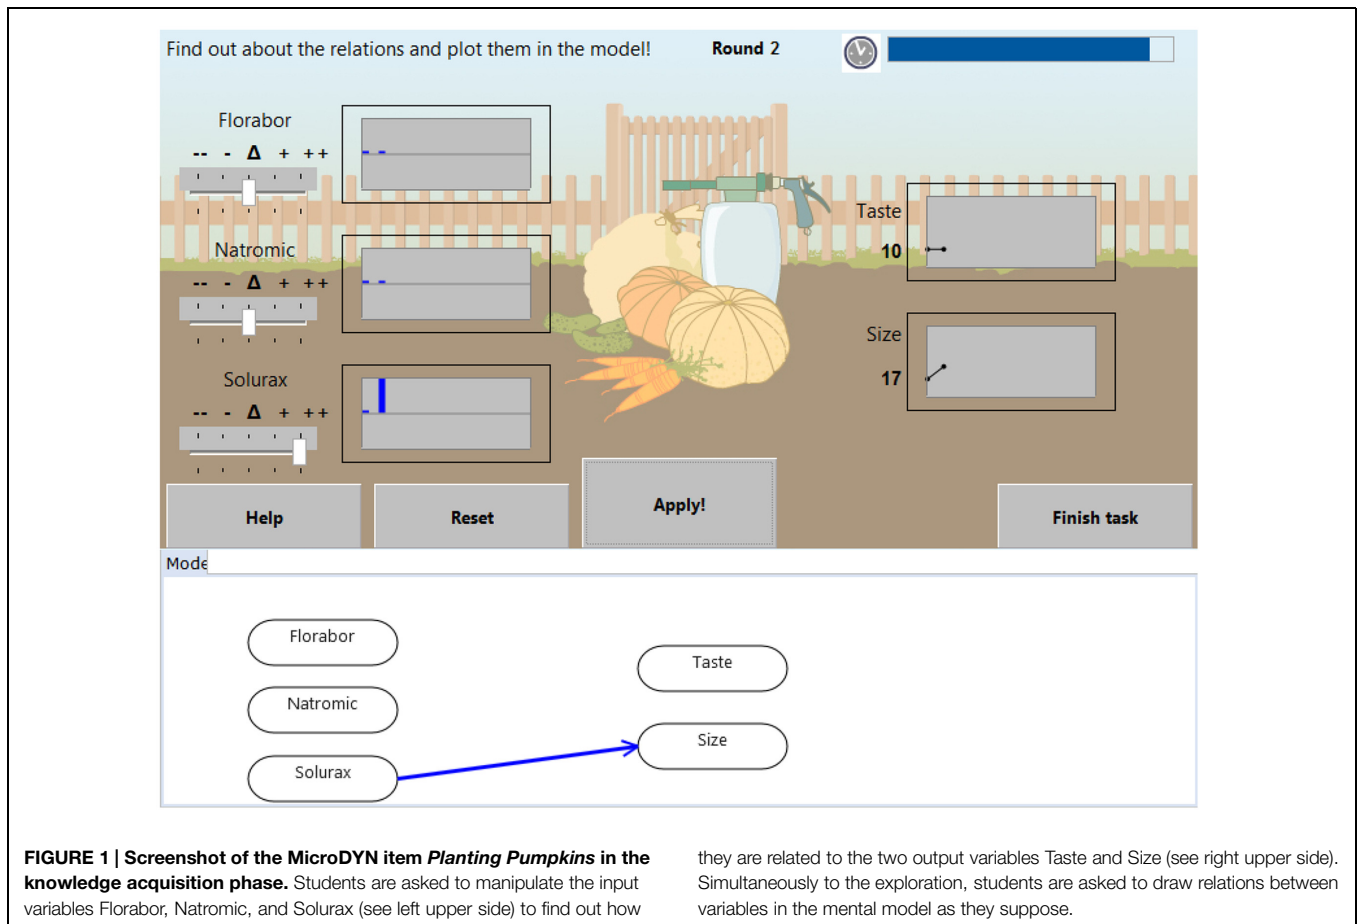 Find out about the relations and plot them in the model!
Round 2
Florabor
-- - Δ + ++
Natromic
-- - Δ + ++
Solurax
-- - Δ + ++
Taste
10
Size
17
Help
Reset
Apply!
Finish task
Mode
Florabor
Natromic
Solurax
Taste
Size
FIGURE 1 | Screenshot of the MicroDYN item Planting Pumpkins in the
knowledge acquisition phase. Students are asked to manipulate the input
variables Florabor, Natromic, and Solurax (see left upper side) to find out how
they are related to the two output variables Taste and Size (see right upper side).
Simultaneously to the exploration, students are asked to draw relations between
variables in the mental model as they suppose.